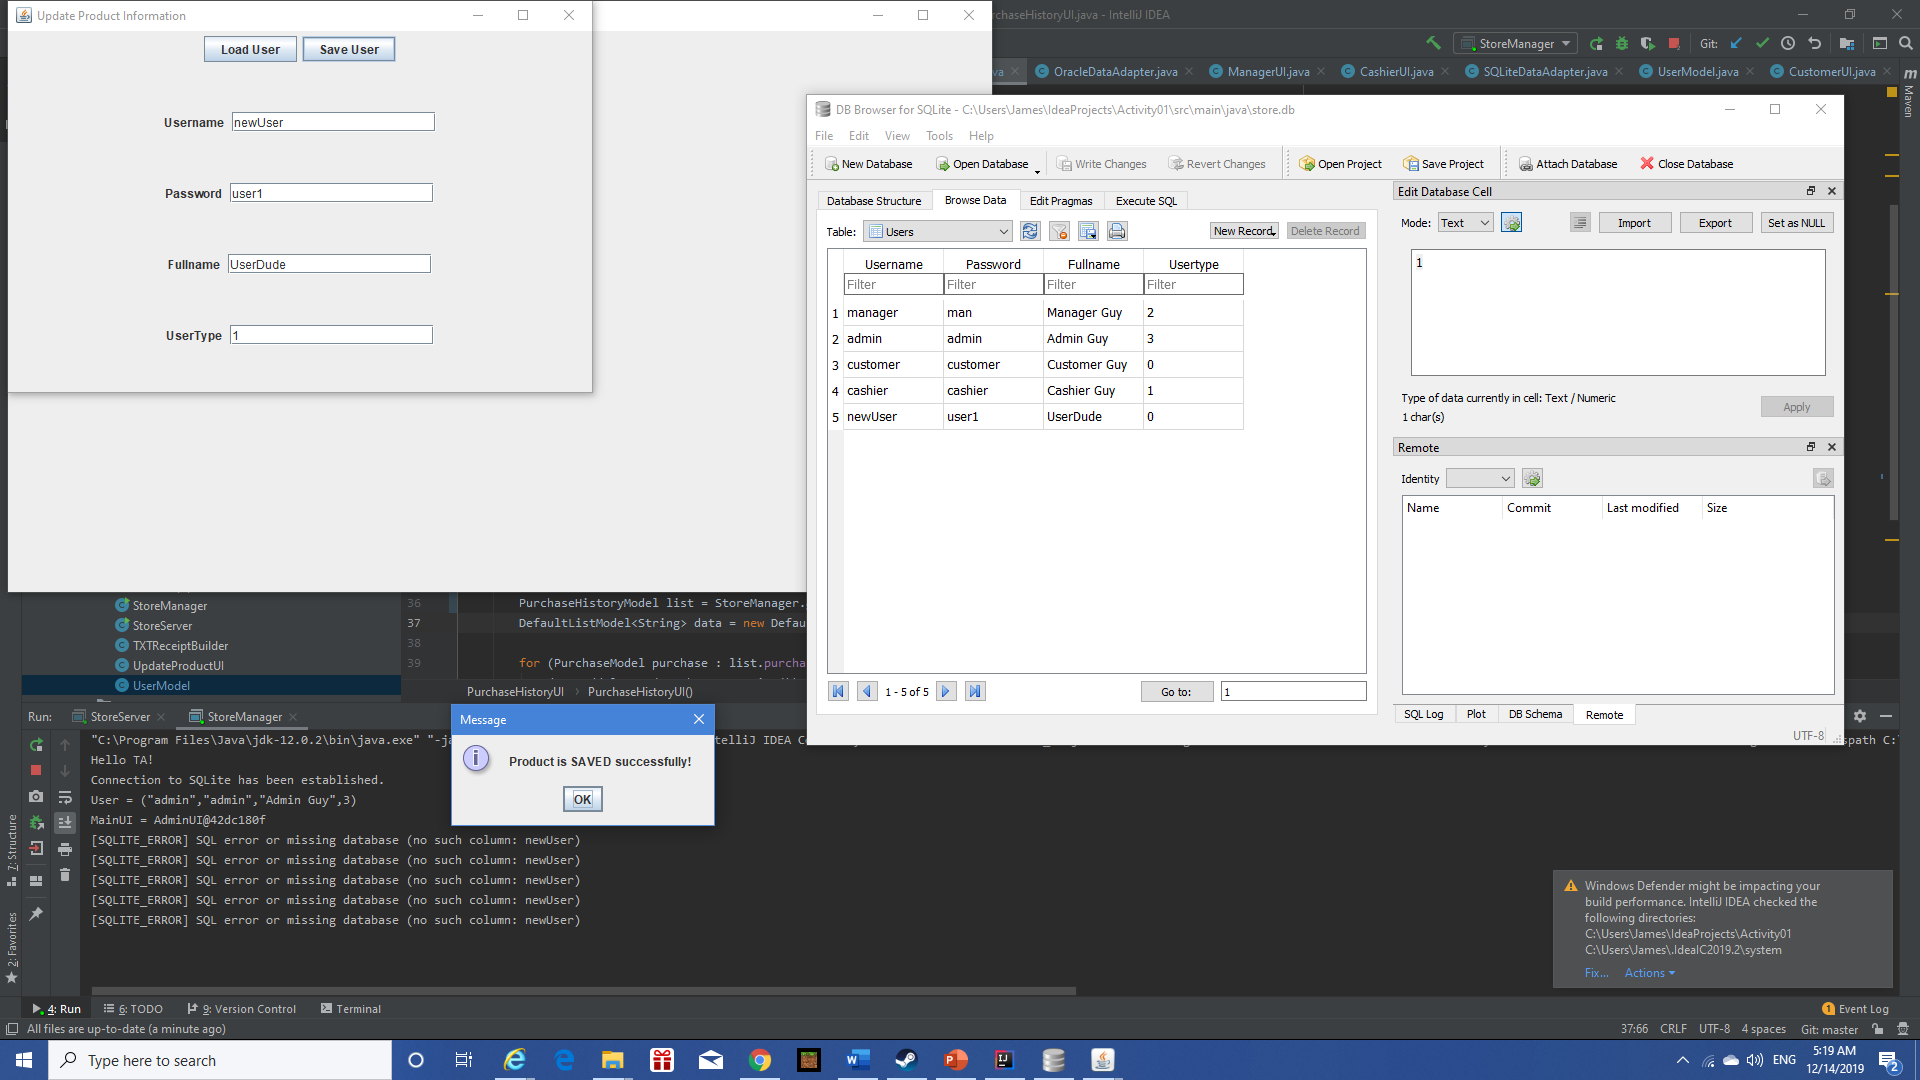 Update Product Information
Load User
Save User
Username
newUser
Password
user1
Fullname
UserDude
UserType
1
rchaseHistoryUI.java - IntelliJ IDEA
StoreManager
Git:
va
OracleDataAdapter.java
ManagerUI.java
CashierUI.java
SQLiteDataAdapter.java
UserModel.java
CustomerUI.java
Maven
DB Browser for SQLite - C:\Users\James\IdeaProjects\Activity01\src\main\java\store.db
File Edit View Tools Help
New Database
Open Database
Write Changes
Revert Changes
Open Project
Save Project
Attach Database
Close Database
Database Structure
Browse Data
Edit Pragmas
Execute SQL
Table:
Users
New Record
Delete Record
Username Password Fullname Usertype
Filter Filter Filter Filter
1 manager man Manager Guy 2
2 admin admin Admin Guy 3
3 customer customer Customer Guy 0
4 cashier cashier Cashier Guy 1
5 newUser user1 UserDude 0
1 - 5 of 5
Go to:
1
Edit Database Cell
Mode:
Text
Import
Export
Set as NULL
1
Type of data currently in cell: Text / Numeric
1 char(s)
Apply
Remote
Identity
Name Commit Last modified Size
SQL Log
Plot
DB Schema
Remote
UTF-8
StoreManager
StoreServer
TXTReceiptBuilder
UpdateProductUI
UserModel
36 PurchaseHistoryModel list = StoreManager.
37 DefaultListModel<String> data = new Defau
38
39 for (PurchaseModel purchase : list.purcha
PurchaseHistoryUI
PurchaseHistoryUI()
Run:
StoreServer
StoreManager
"C:\Program Files\Java\jdk-12.0.2\bin\java.exe" "-ja
telliJ IDEA C
spath C:
Hello TA!
Connection to SQLite has been established.
User = ("admin","admin","Admin Guy",3)
MainUI = AdminUI@42dc180f
[SQLITE_ERROR] SQL error or missing database (no such column: newUser)
[SQLITE_ERROR] SQL error or missing database (no such column: newUser)
[SQLITE_ERROR] SQL error or missing database (no such column: newUser)
[SQLITE_ERROR] SQL error or missing database (no such column: newUser)
[SQLITE_ERROR] SQL error or missing database (no such column: newUser)
Message
Product is SAVED successfully!
OK
7: Structure
2: Favorites
Windows Defender might be impacting your
build performance. IntelliJ IDEA checked the
following directories:
C:\Users\James\IdeaProjects\Activity01
C:\Users\James\.IdeaIC2019.2\system
Fix...
Actions
4: Run
6: TODO
9: Version Control
Terminal
1
Event Log
All files are up-to-date (a minute ago)
37:66 CRLF UTF-8 4 spaces Git: master
Type here to search
ENG
5:19 AM
12/14/2019
2